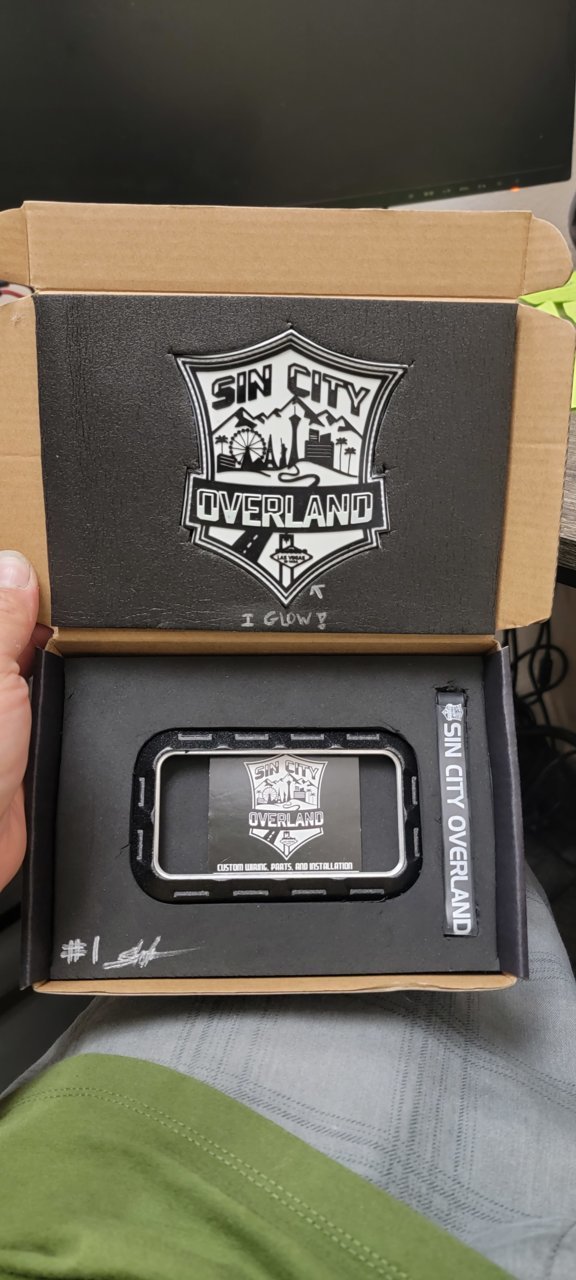 SIN CITY
OVERLAND
LAS VEGAS
I GLOW!
SIN CITY
OVERLAND
CUSTOM WIRING, PARTS, AND INSTALLATION
SIN CITY OVERLAND
#1